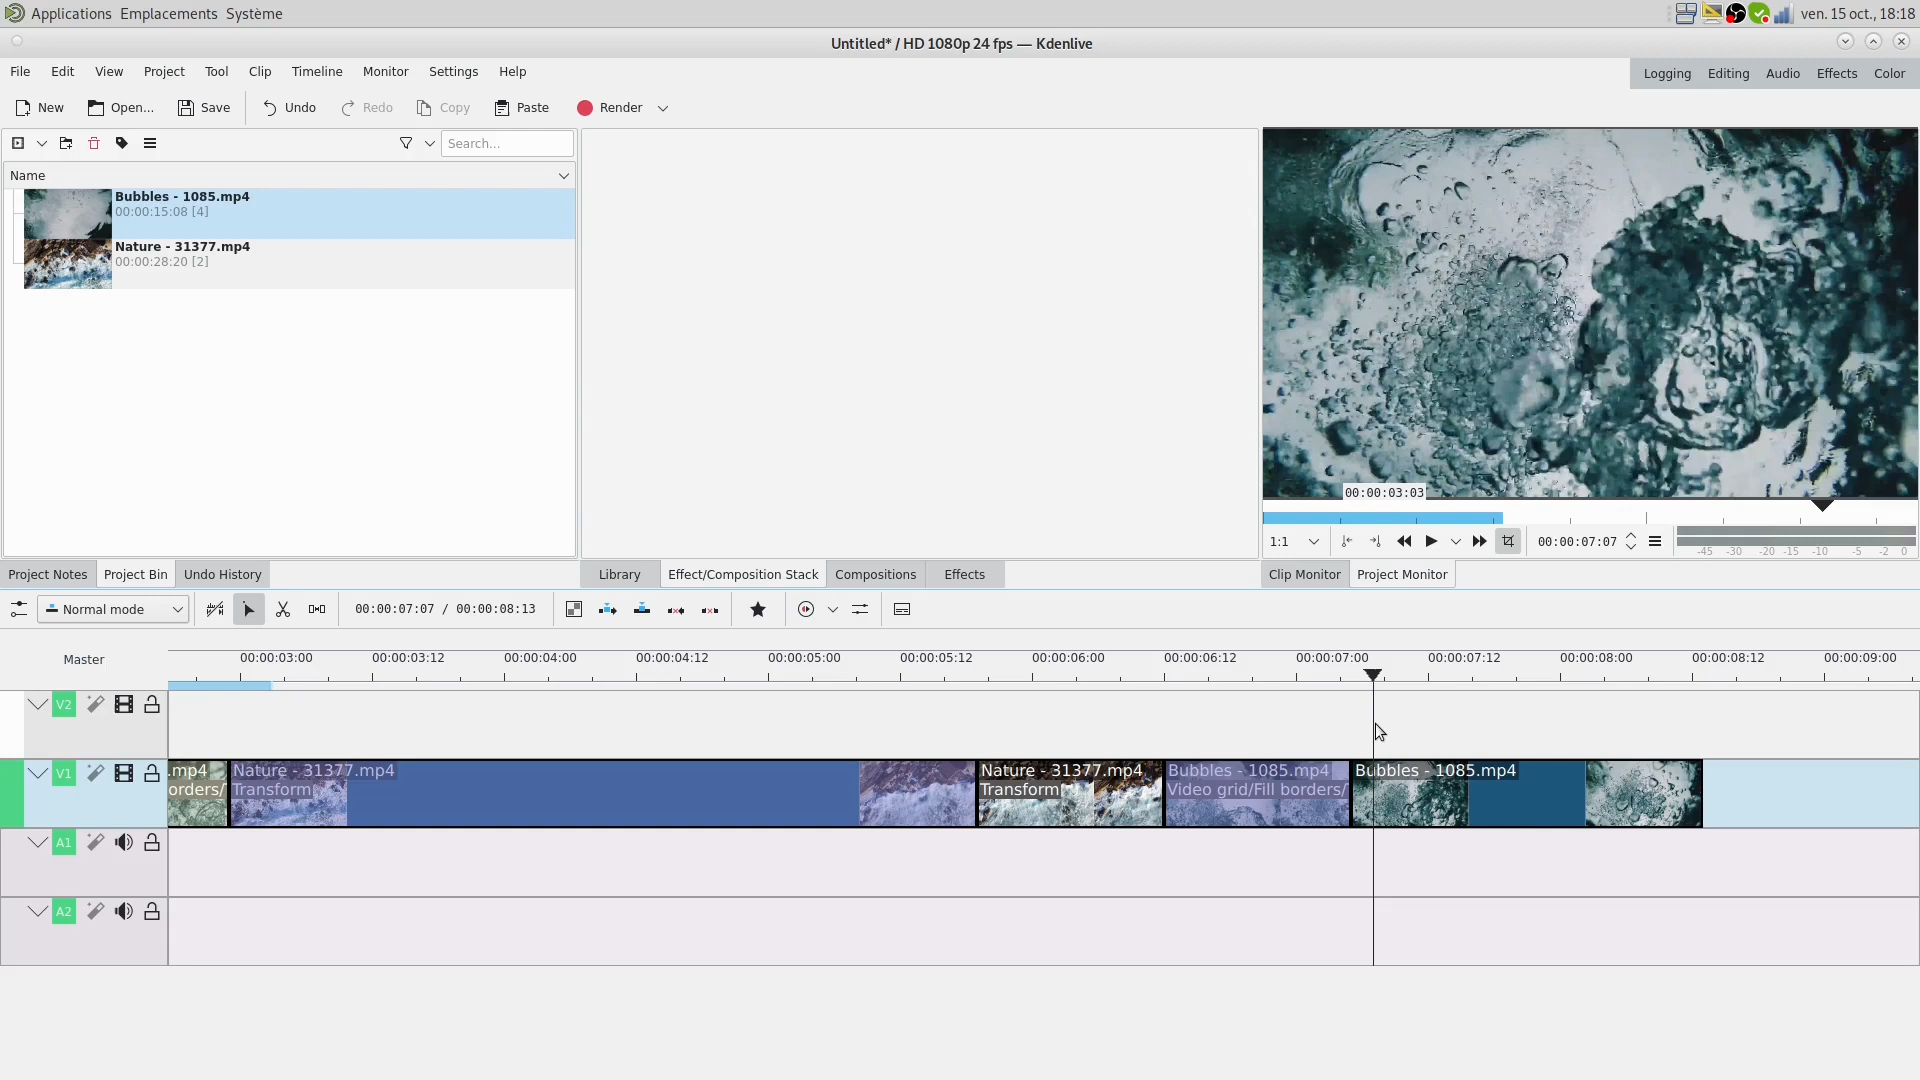 Applications Emplacements Système ven. 15 oct., 18:18
Untitled* / HD 1080p 24 fps — Kdenlive
File Edit View Project Tool Clip Timeline Monitor Settings Help
Logging Editing Audio Effects Color
New Open... Save Undo Redo Copy Paste Render
Search...
Name
Bubbles - 1085.mp4
00:00:15:08 [4]
Nature - 31377.mp4
00:00:28:20 [2]
00:00:03:03
1:1 00:00:07:07
-45 -30 -20 -15 -10 -5 -2 0
Project Notes Project Bin Undo History
Library Effect/Composition Stack Compositions Effects
Clip Monitor Project Monitor
Normal mode 00:00:07:07 / 00:00:08:13
Master 00:00:03:00 00:00:03:12 00:00:04:00 00:00:04:12 00:00:05:00 00:00:05:12 00:00:06:00 00:00:06:12 00:00:07:00 00:00:07:12 00:00:08:00 00:00:08:12 00:00:09:00
V2
V1
.mp4 Nature - 31377.mp4 Nature - 31377.mp4 Bubbles - 1085.mp4 Bubbles - 1085.mp4
orders/ Transform Transform Video grid/Fill borders/
A1
A2